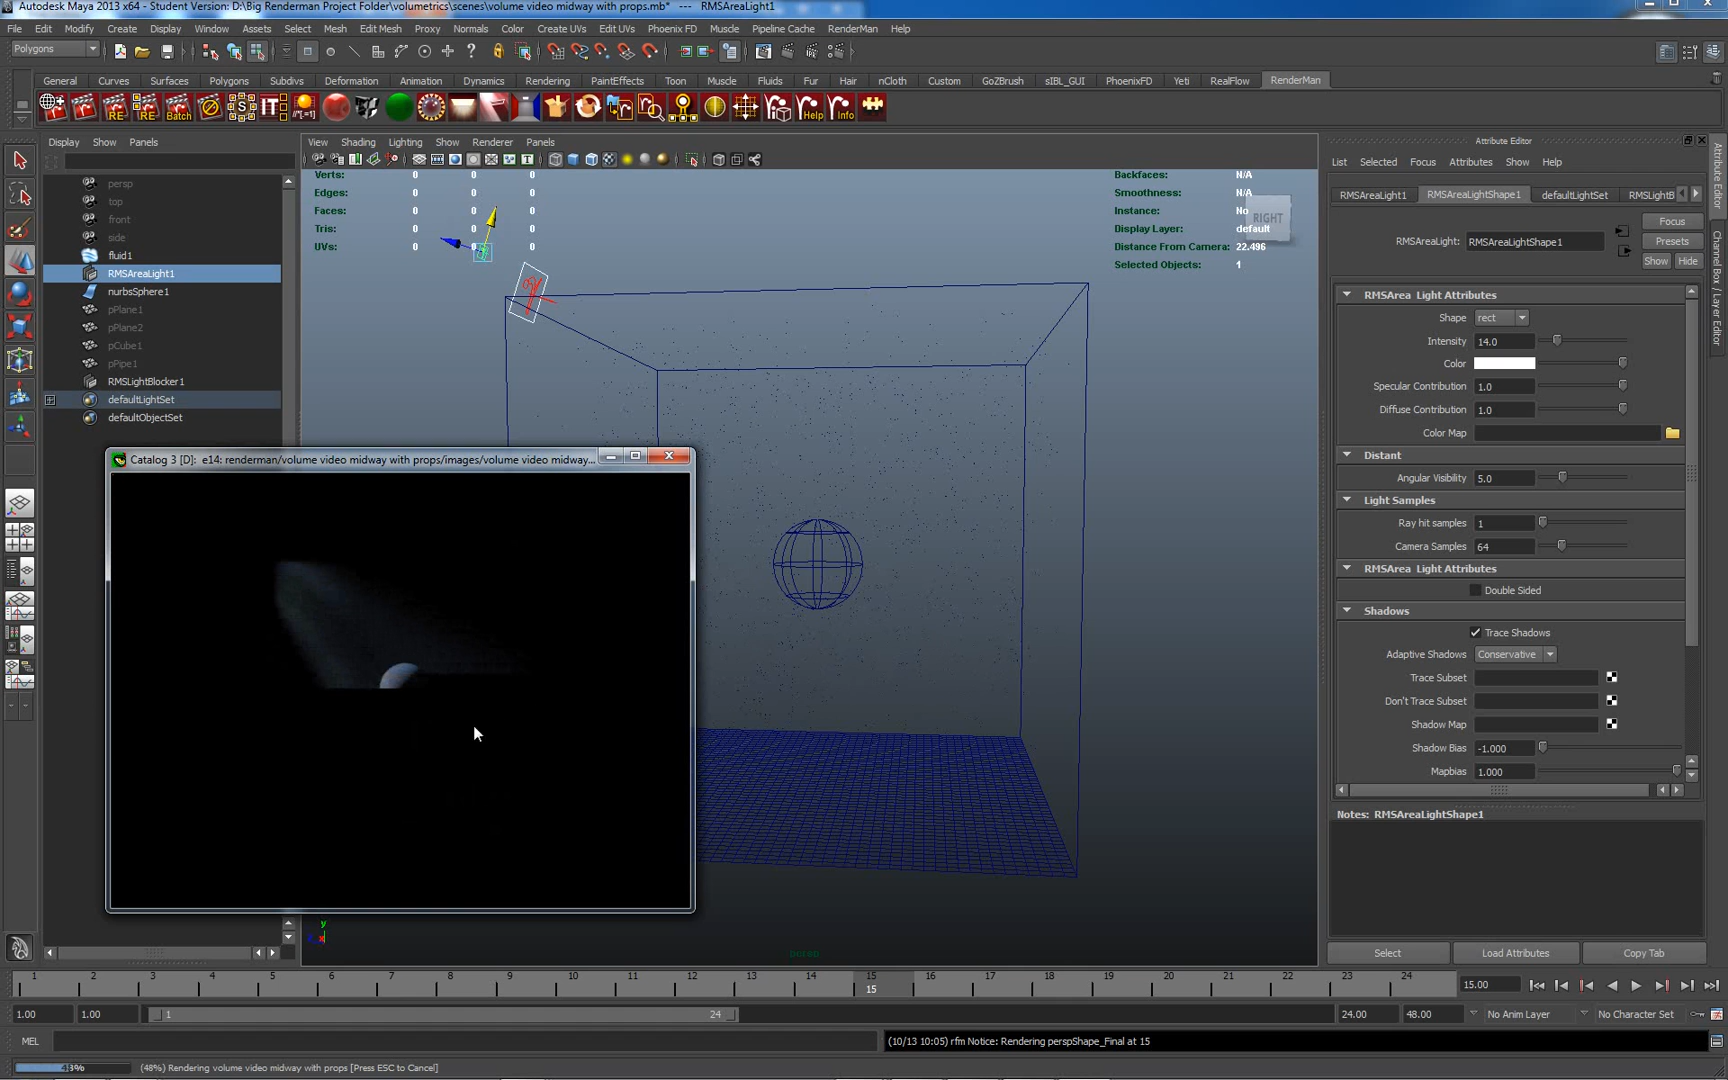 Autodesk Maya 2013 x64 - Student Version: D:\Big Renderman Project Folder\volumetrics\scenes\volume video midway with props.mb*  ---  RMSAreaLight1
File Edit Modify Create Display Window Assets Select Mesh Edit Mesh Proxy Normals Color Create UVs Edit UVs Phoenix FD Muscle Pipeline Cache RenderMan Help
Polygons
General Curves Surfaces Polygons Subdivs Deformation Animation Dynamics Rendering PaintEffects Toon Muscle Fluids Fur Hair nCloth Custom GoZBrush sIBL_GUI PhoenixFD Yeti RealFlow RenderMan
RE RE Batch S IT Help Info
Display Show Panels
View Shading Lighting Show Renderer Panels
persp
top
front
side
fluid1
RMSAreaLight1
nurbsSphere1
pPlane1
pPlane2
pCube1
pPipe1
RMSLightBlocker1
defaultLightSet
defaultObjectSet
Verts: 0 0 0
Edges: 0 0 0
Faces: 0 0 0
Tris: 0 0 0
UVs: 0 0 0
Backfaces: N/A
Smoothness: N/A
Instance: No
Display Layer: default
Distance From Camera: 22.496
Selected Objects: 1
RIGHT
Catalog 3 [D]:  e14: renderman/volume video midway with props/images/volume video midway...
y
persp
Attribute Editor
List Selected Focus Attributes Show Help
RMSAreaLight1 RMSAreaLightShape1 defaultLightSet RMSLightB
RMSAreaLight: RMSAreaLightShape1
Focus
Presets
Show Hide
RMSArea Light Attributes
Shape rect
Intensity 14.0
Color
Specular Contribution 1.0
Diffuse Contribution 1.0
Color Map
Distant
Angular Visibility 5.0
Light Samples
Ray hit samples 1
Camera Samples 64
RMSArea Light Attributes
Double Sided
Shadows
Trace Shadows
Adaptive Shadows Conservative
Trace Subset
Don't Trace Subset
Shadow Map
Shadow Bias -1.000
Mapbias 1.000
Notes: RMSAreaLightShape1
Select Load Attributes Copy Tab
Attribute Editor
Channel Box / Layer Editor
1 2 3 4 5 6 7 8 9 10 11 12 13 14 15 16 17 18 19 20 21 22 23 24
15
15.00
1.00 1.00 1 24 24.00 48.00 No Anim Layer No Character Set
MEL
(10/13 10:05) rfm Notice: Rendering perspShape_Final at 15
(48%) Rendering volume video midway with props [Press ESC to Cancel]